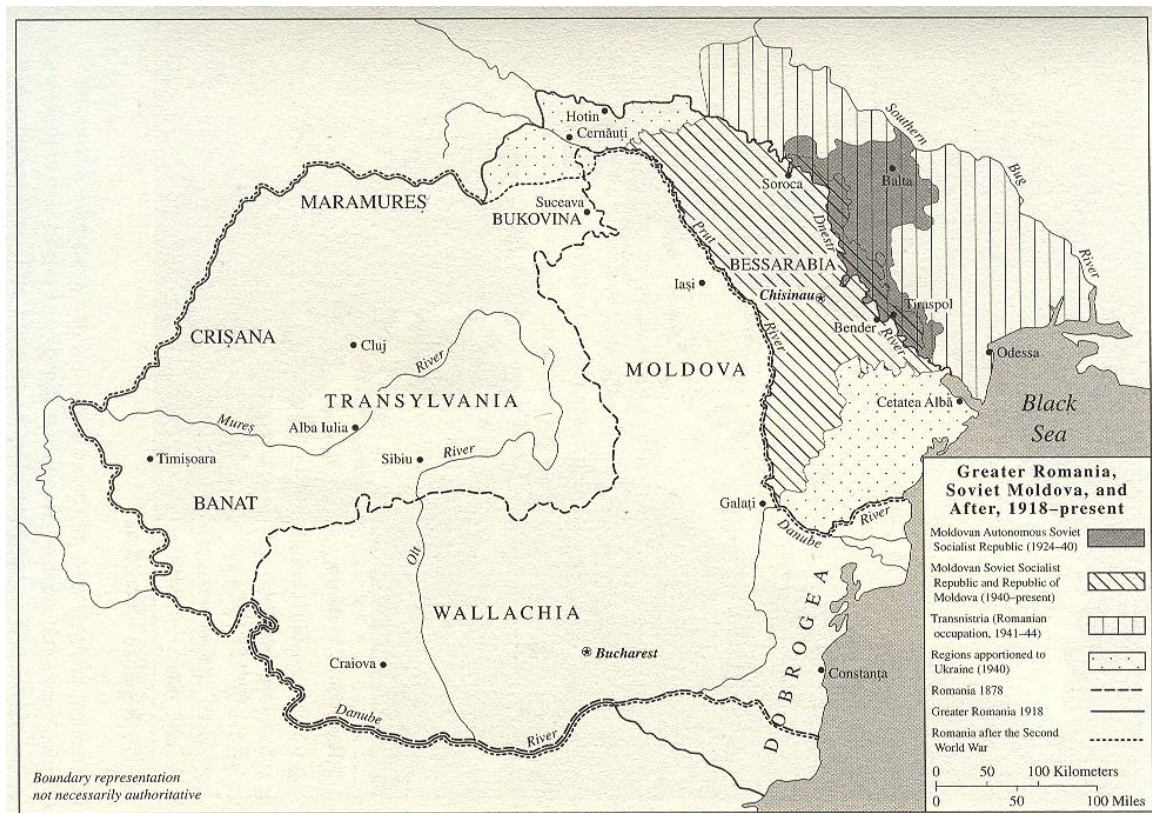 Southern
Bug
River
Hotin
Cernăuți
MARAMUREȘ
Suceava
BUKOVINA
Soroca
Balta
Prut
Dnestr
BESSARABIA
Iași
Chisinau
Tiraspol
Bender
River
River
CRIȘANA
Cluj
River
MOLDOVA
Odessa
TRANSYLVANIA
Cetatea Albă
Black
Sea
Mureș
Alba Iulia
Timișoara
Sibiu
River
BANAT
Galați
Danube
River
Olt
WALLACHIA
DOBROGEA
Bucharest
Craiova
Constanța
Danube
River
Boundary representation
not necessarily authoritative
Greater Romania,
Soviet Moldova, and
After, 1918–present
Moldovan Autonomous Soviet
Socialist Republic (1924–40)
Moldovan Soviet Socialist
Republic and Republic of
Moldova (1940–present)
Transnistria (Romanian
occupation, 1941–44)
Regions apportioned to
Ukraine (1940)
Romania 1878
Greater Romania 1918
Romania after the Second
World War
0 50 100 Kilometers
0 50 100 Miles